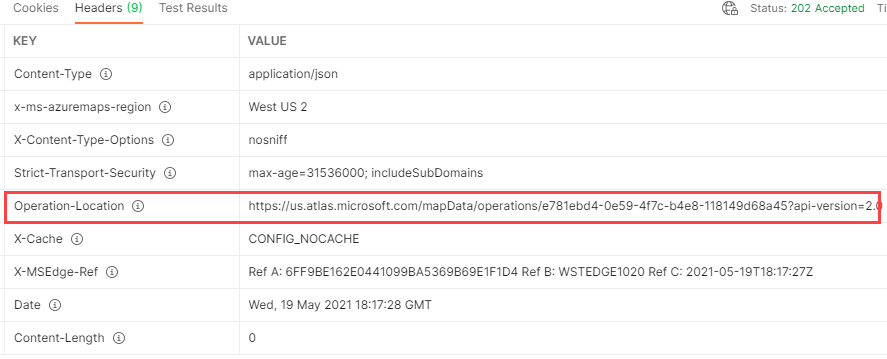 Cookies Headers (9) Test Results Status: 202 Accepted Ti
KEY VALUE
Content-Type application/json
x-ms-azuremaps-region West US 2
X-Content-Type-Options nosniff
Strict-Transport-Security max-age=31536000; includeSubDomains
Operation-Location https://us.atlas.microsoft.com/mapData/operations/e781ebd4-0e59-4f7c-b4e8-118149d68a45?api-version=2.0
X-Cache CONFIG_NOCACHE
X-MSEdge-Ref Ref A: 6FF9BE162E0441099BA5369B69E1F1D4 Ref B: WSTEDGE1020 Ref C: 2021-05-19T18:17:27Z
Date Wed, 19 May 2021 18:17:28 GMT
Content-Length 0